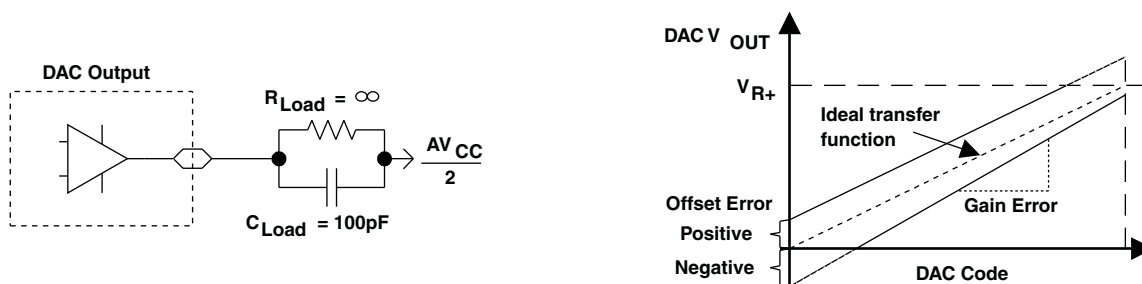 DAC Output
R Load = ∞
AV CC
2
C Load = 100pF
DAC V OUT
V R+
Ideal transfer
function
Offset Error
Positive
Negative
Gain Error
DAC Code